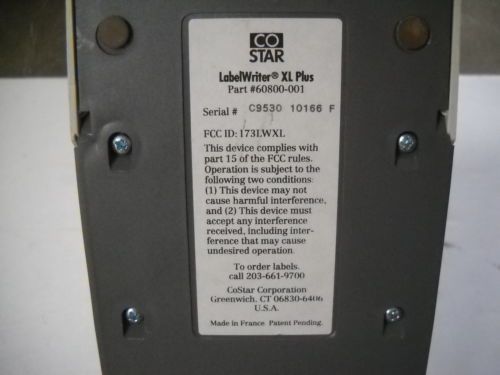 CO
STAR
LabelWriter® XL Plus
Part #60800-001
Serial # C9530 10166 F
FCC ID: 173LWXL
This device complies with
part 15 of the FCC rules.
Operation is subject to the
following two conditions:
(1) This device may not
cause harmful interference,
and (2) This device must
accept any interference
received, including inter-
ference that may cause
undesired operation.
To order labels.
call 203-661-9700
CoStar Corporation
Greenwich, CT 06830-6406
U.S.A.
Made in France. Patent Pending.